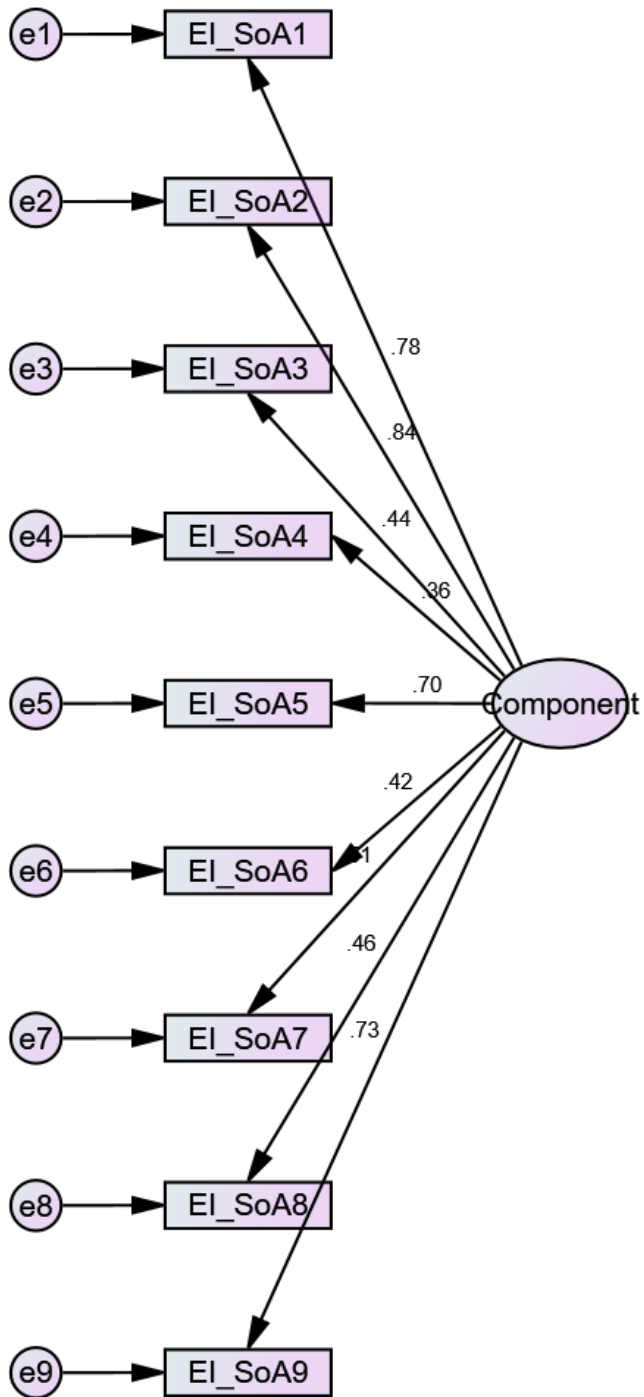 e1 EI_SoA1
e2 EI_SoA2
.78
e3 EI_SoA3
.84
.44
e4 EI_SoA4
.36
.70
e5 EI_SoA5
Component
.42
e6 EI_SoA6
.46
.73
e7 EI_SoA7
e8 EI_SoA8
e9 EI_SoA9